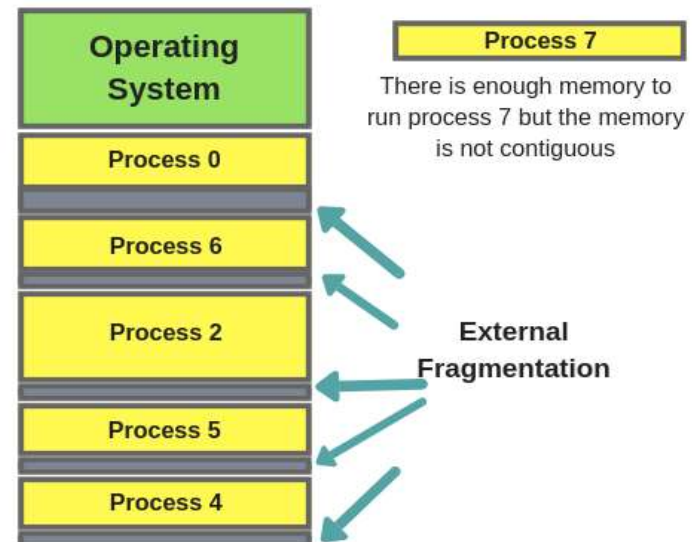 Operating
System
Process 0
Process 6
Process 2
Process 5
Process 4
Process 7
There is enough memory to
run process 7 but the memory
is not contiguous
External
Fragmentation